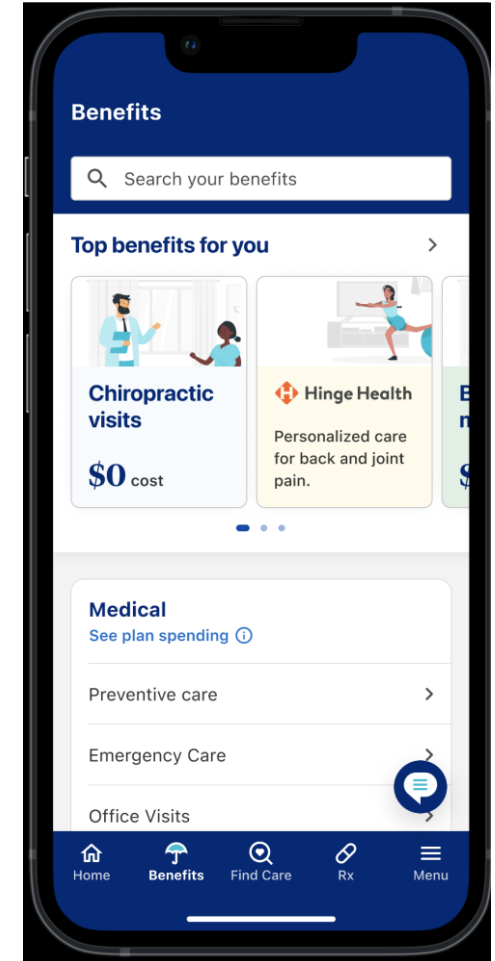 Benefits
Search your benefits
Top benefits for you
Chiropractic
visits
$0 cost
Hinge Health
Personalized care
for back and joint
pain.
Medical
See plan spending
Preventive care
Emergency Care
Office Visits
Home
Benefits
Find Care
Rx
Menu